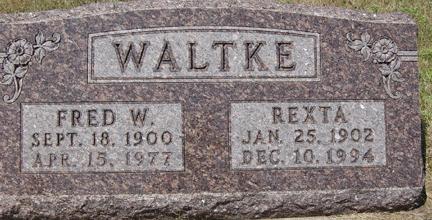 WALTKE
FRED W.
SEPT. 18, 1900
APR. 15, 1977
REXTA
JAN. 25, 1902
DEC. 10, 1994